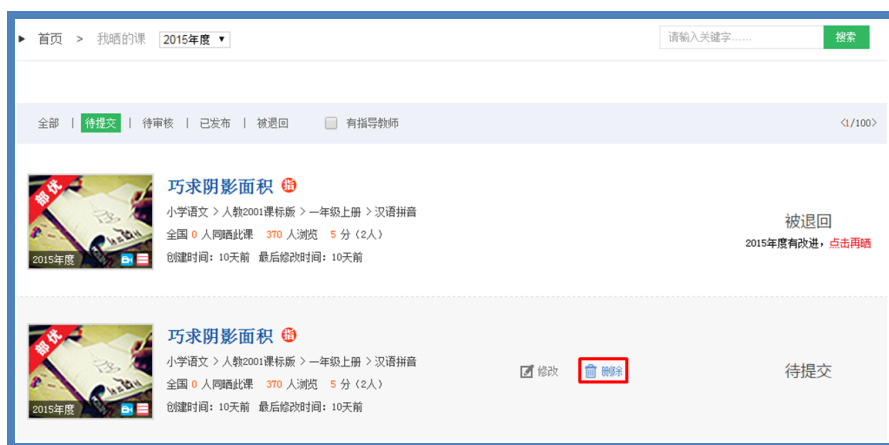 首页 > 我晒的课 2015年度
请输入关键字…… 搜索
全部 | 待提交 | 待审核 | 已发布 | 被退回 有指导教师 <1/100>
部优
2015年度
巧求阴影面积 指
小学语文 > 人教2001课标版 > 一年级上册 > 汉语拼音
全国 0 人同晒此课 370 人浏览 5 分（2人）
创建时间：10天前 最后修改时间：10天前
被退回
2015年度有改进，点击再晒
部优
2015年度
巧求阴影面积 指
小学语文 > 人教2001课标版 > 一年级上册 > 汉语拼音
全国 0 人同晒此课 370 人浏览 5 分（2人）
创建时间：10天前 最后修改时间：10天前
修改 删除
待提交